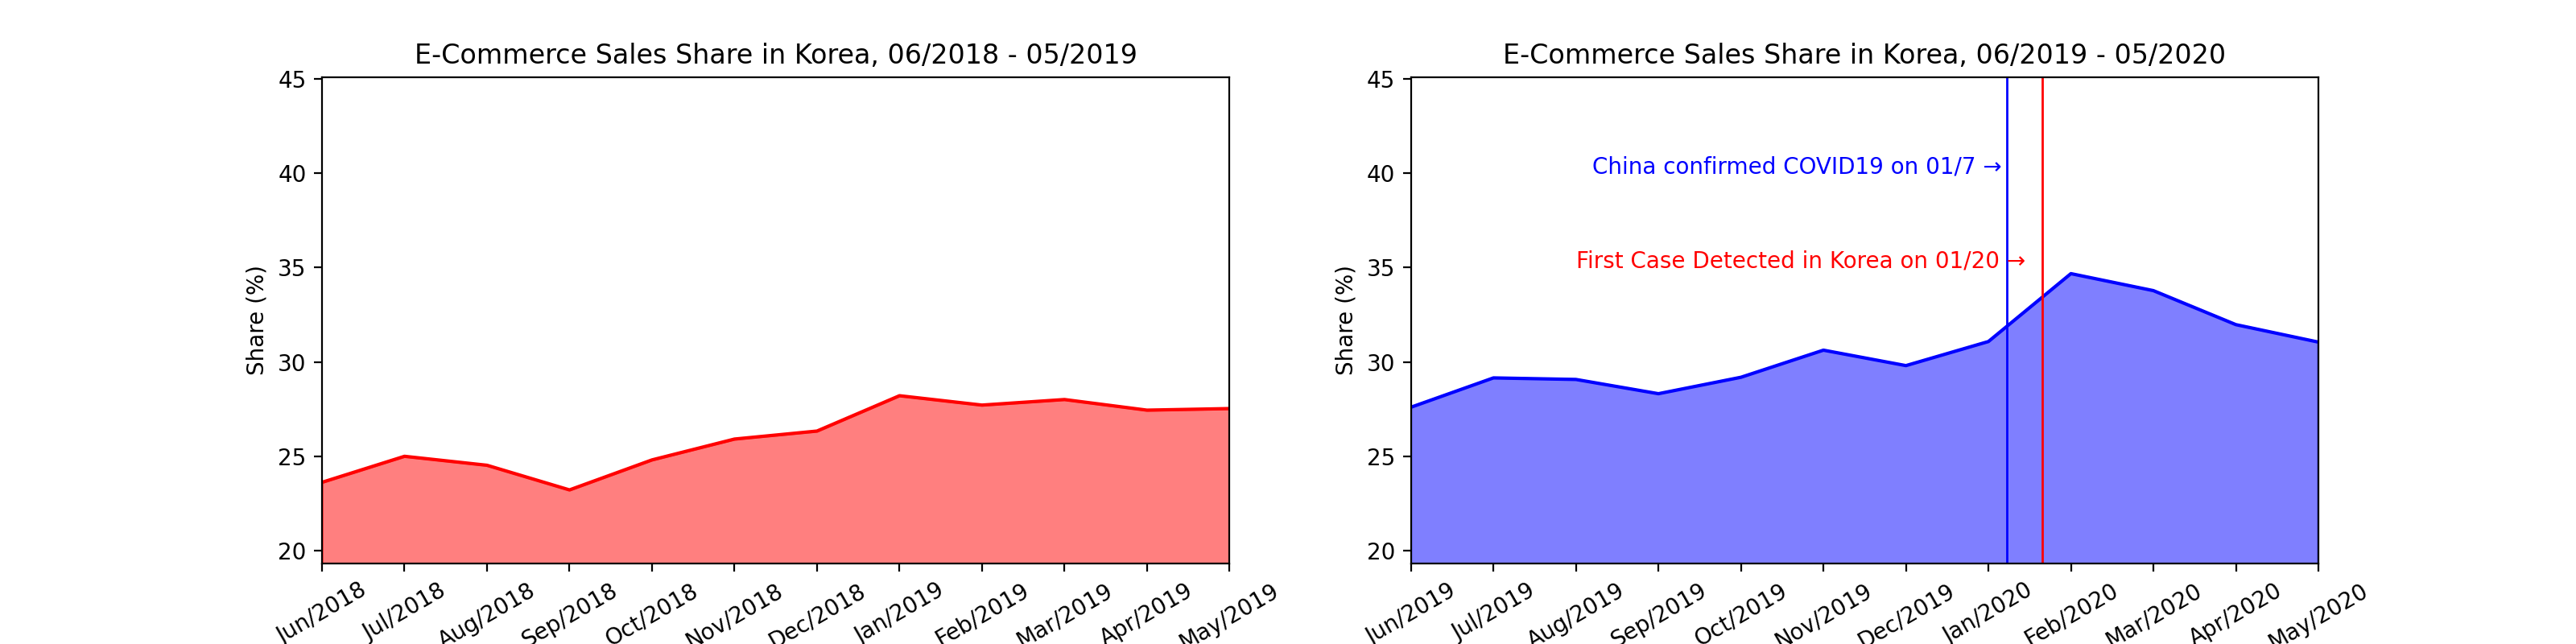 E-Commerce Sales Share in Korea, 06/2018 - 05/2019
45
40
35
30
25
20
Share (%)
Jun/2018
Jul/2018
Aug/2018
Sep/2018
Oct/2018
Nov/2018
Dec/2018
Jan/2019
Feb/2019
Mar/2019
Apr/2019
May/2019
E-Commerce Sales Share in Korea, 06/2019 - 05/2020
45
40
35
30
25
20
Share (%)
China confirmed COVID19 on 01/7 →
First Case Detected in Korea on 01/20 →
Jun/2019
Jul/2019
Aug/2019
Sep/2019
Oct/2019
Nov/2019
Dec/2019
Jan/2020
Feb/2020
Mar/2020
Apr/2020
May/2020